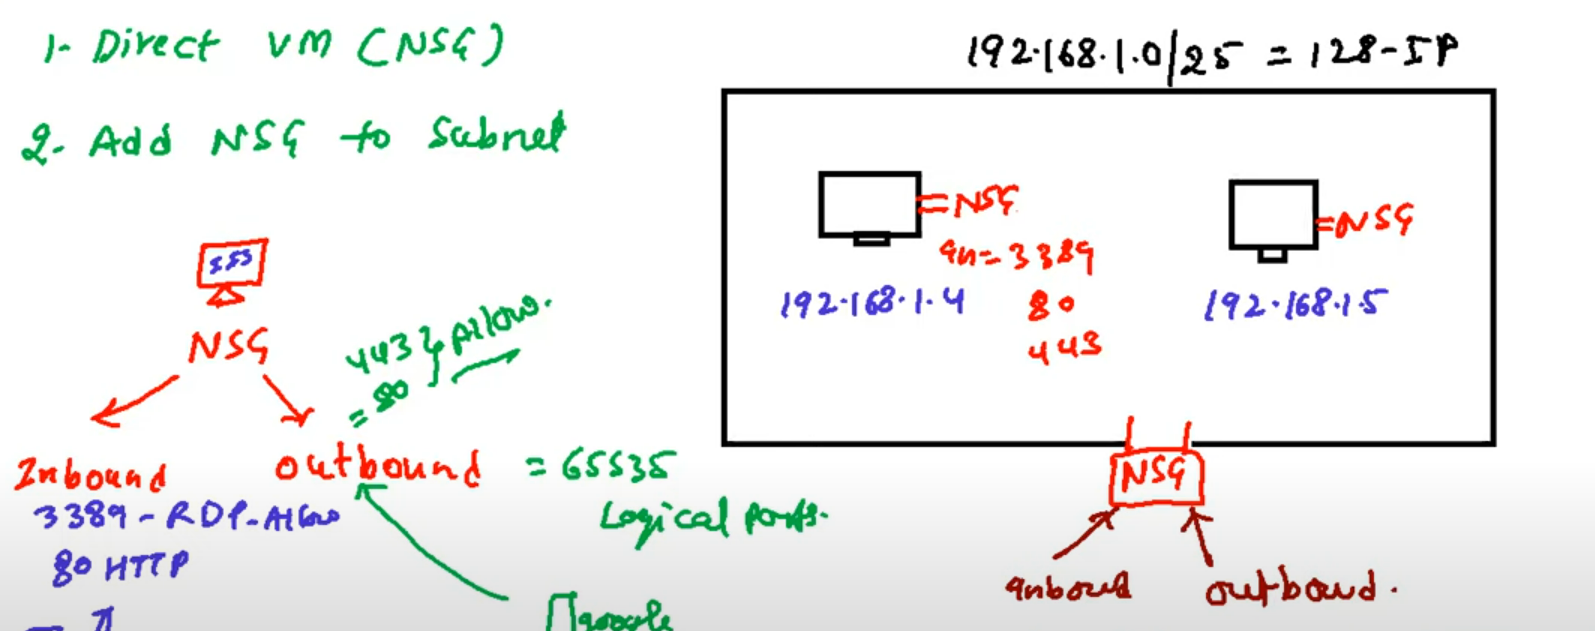 1- Direct VM (NSG)
2- Add NSG to Subnet
192.168.1.0/25 = 128-IP
=NSG
In=3389
80
443
192.168.1.4
=NSG
192.168.1.5
NSG
Inbound
outbound.
IIS
NSG
443 } Allow.
= 80
Inbound
outbound = 65535
Logical ports.
3389-RDP-Allow
80 HTTP
google